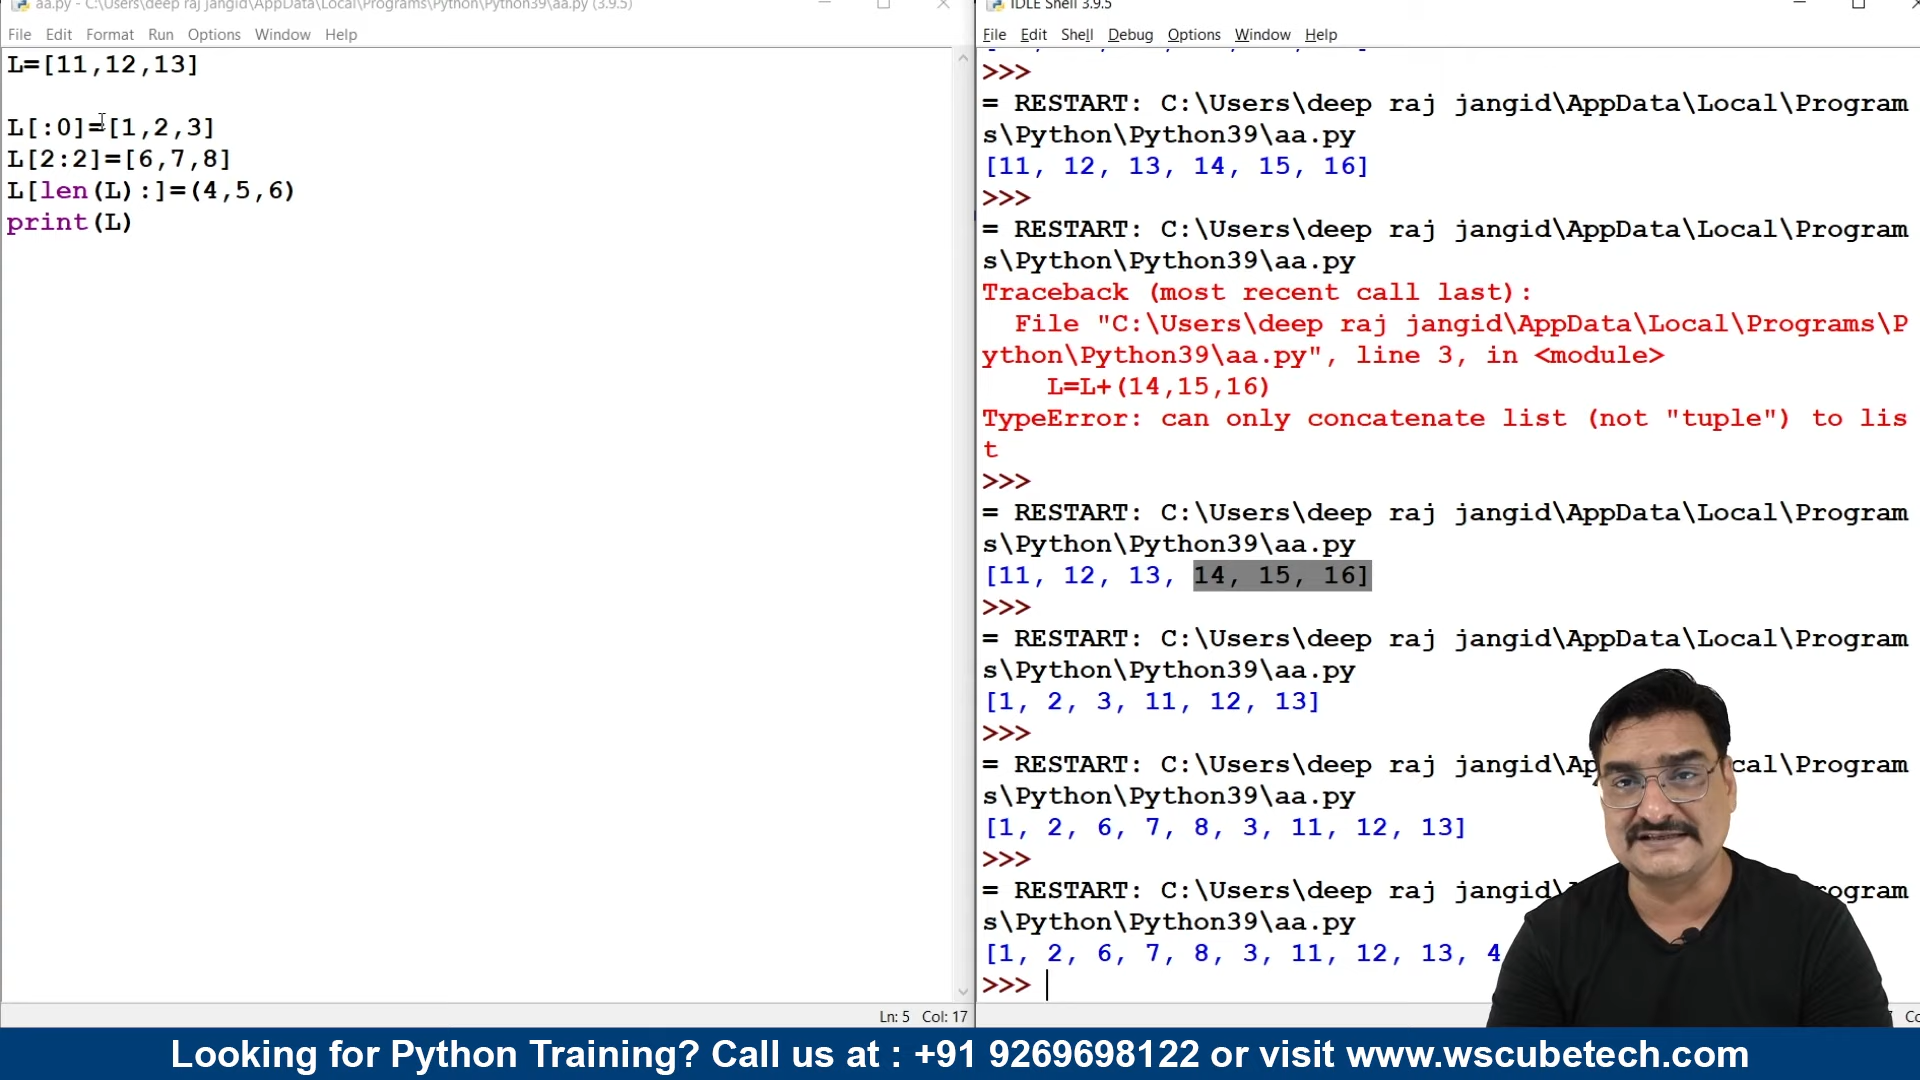 aa.py - C:\Users\deep raj jangid\AppData\Local\Programs\Python\Python39\aa.py (3.9.5)
File Edit Format Run Options Window Help
L=[11,12,13]
L[:0]=[1,2,3]
L[2:2]=[6,7,8]
L[len(L):]=(4,5,6)
print(L)
Ln: 5 Col: 17
IDLE Shell 3.9.5
File Edit Shell Debug Options Window Help
>>>
= RESTART: C:\Users\deep raj jangid\AppData\Local\Program
s\Python\Python39\aa.py
[11, 12, 13, 14, 15, 16]
>>>
= RESTART: C:\Users\deep raj jangid\AppData\Local\Program
s\Python\Python39\aa.py
Traceback (most recent call last):
File "C:\Users\deep raj jangid\AppData\Local\Programs\P
ython\Python39\aa.py", line 3, in <module>
L=L+(14,15,16)
TypeError: can only concatenate list (not "tuple") to lis
t
>>>
= RESTART: C:\Users\deep raj jangid\AppData\Local\Program
s\Python\Python39\aa.py
[11, 12, 13, 14, 15, 16]
>>>
= RESTART: C:\Users\deep raj jangid\AppData\Local\Program
s\Python\Python39\aa.py
[1, 2, 3, 11, 12, 13]
>>>
= RESTART: C:\Users\deep raj jangid\Ap cal\Program
s\Python\Python39\aa.py
[1, 2, 6, 7, 8, 3, 11, 12, 13]
>>>
= RESTART: C:\Users\deep raj jangid\ rogram
s\Python\Python39\aa.py
[1, 2, 6, 7, 8, 3, 11, 12, 13, 4
>>>
Co
Looking for Python Training? Call us at : +91 9269698122 or visit www.wscubetech.com